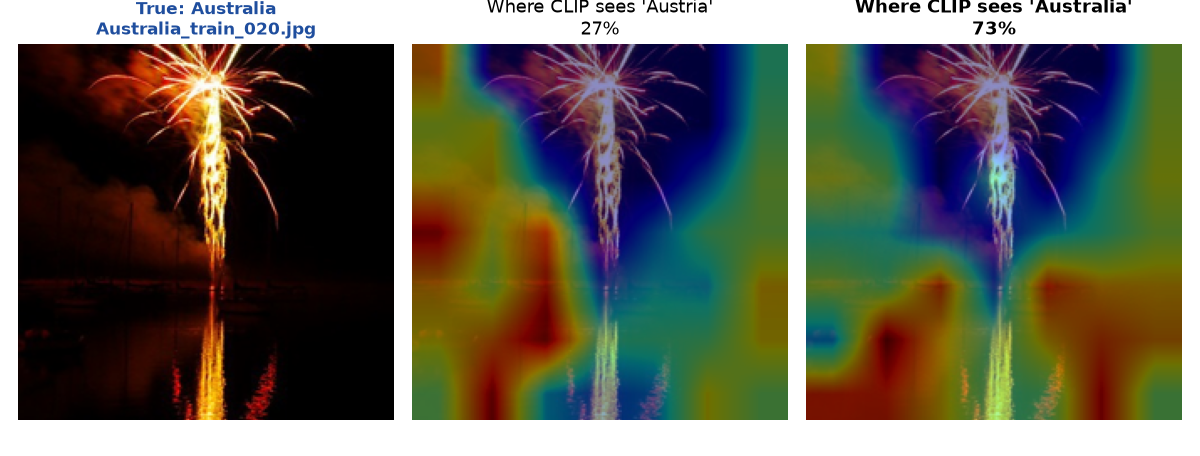 True: Australia
Australia_train_020.jpg
Where CLIP sees 'Austria'
27%
Where CLIP sees 'Australia'
73%